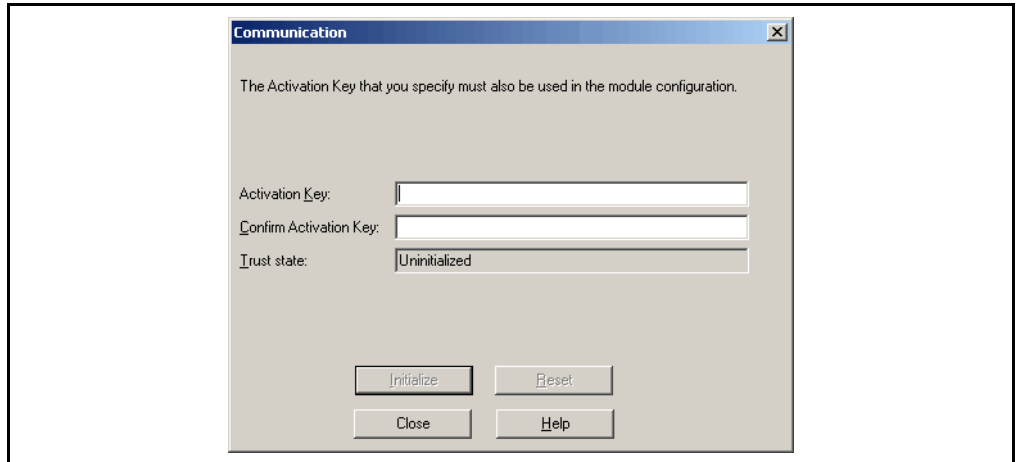 Communication
The Activation Key that you specify must also be used in the module configuration.
Activation Key:
Confirm Activation Key:
Trust state: Uninitialized
Initialize Reset
Close Help